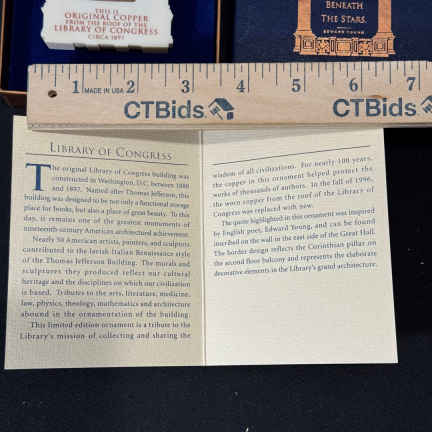 THIS IS
ORIGINAL COPPER
FROM THE ROOF OF THE
LIBRARY OF CONGRESS
CIRCA 1897
BENEATH
THE STARS.
EDWARD YOUNG
1 MADE IN USA 2 3 4 5 6 7
CTBids CTBids
LIBRARY OF CONGRESS
The original Library of Congress building was
constructed in Washington, D.C. between 1886
and 1897. Named after Thomas Jefferson, this
building was designed to be not only a functional storage
place for books, but also a place of great beauty. To this
day, it remains one of the greatest monuments of
nineteenth-century American architectural achievement.
Nearly 50 American artists, painters, and sculptors
contributed to the lavish Italian Renaissance style
of the Thomas Jefferson Building. The murals and
sculptures they produced reflect our cultural
heritage and the disciplines on which our civilization
is based. Tributes to the arts, literature, medicine,
law, physics, theology, mathematics and architecture
abound in the ornamentation of the building.
This limited edition ornament is a tribute to the
Library's mission of collecting and sharing the
wisdom of all civilizations. For nearly 100 years,
the copper in this ornament helped protect the
works of thousands of authors. In the fall of 1996,
the worn copper from the roof of the Library of
Congress was replaced with new.
The quote highlighted in this ornament was inspired
by English poet, Edward Young, and can be found
inscribed on the wall in the east side of the Great Hall.
The border design reflects the Corinthian pillar on
the second floor balcony and represents the elaborate
decorative elements in the Library's grand architecture.